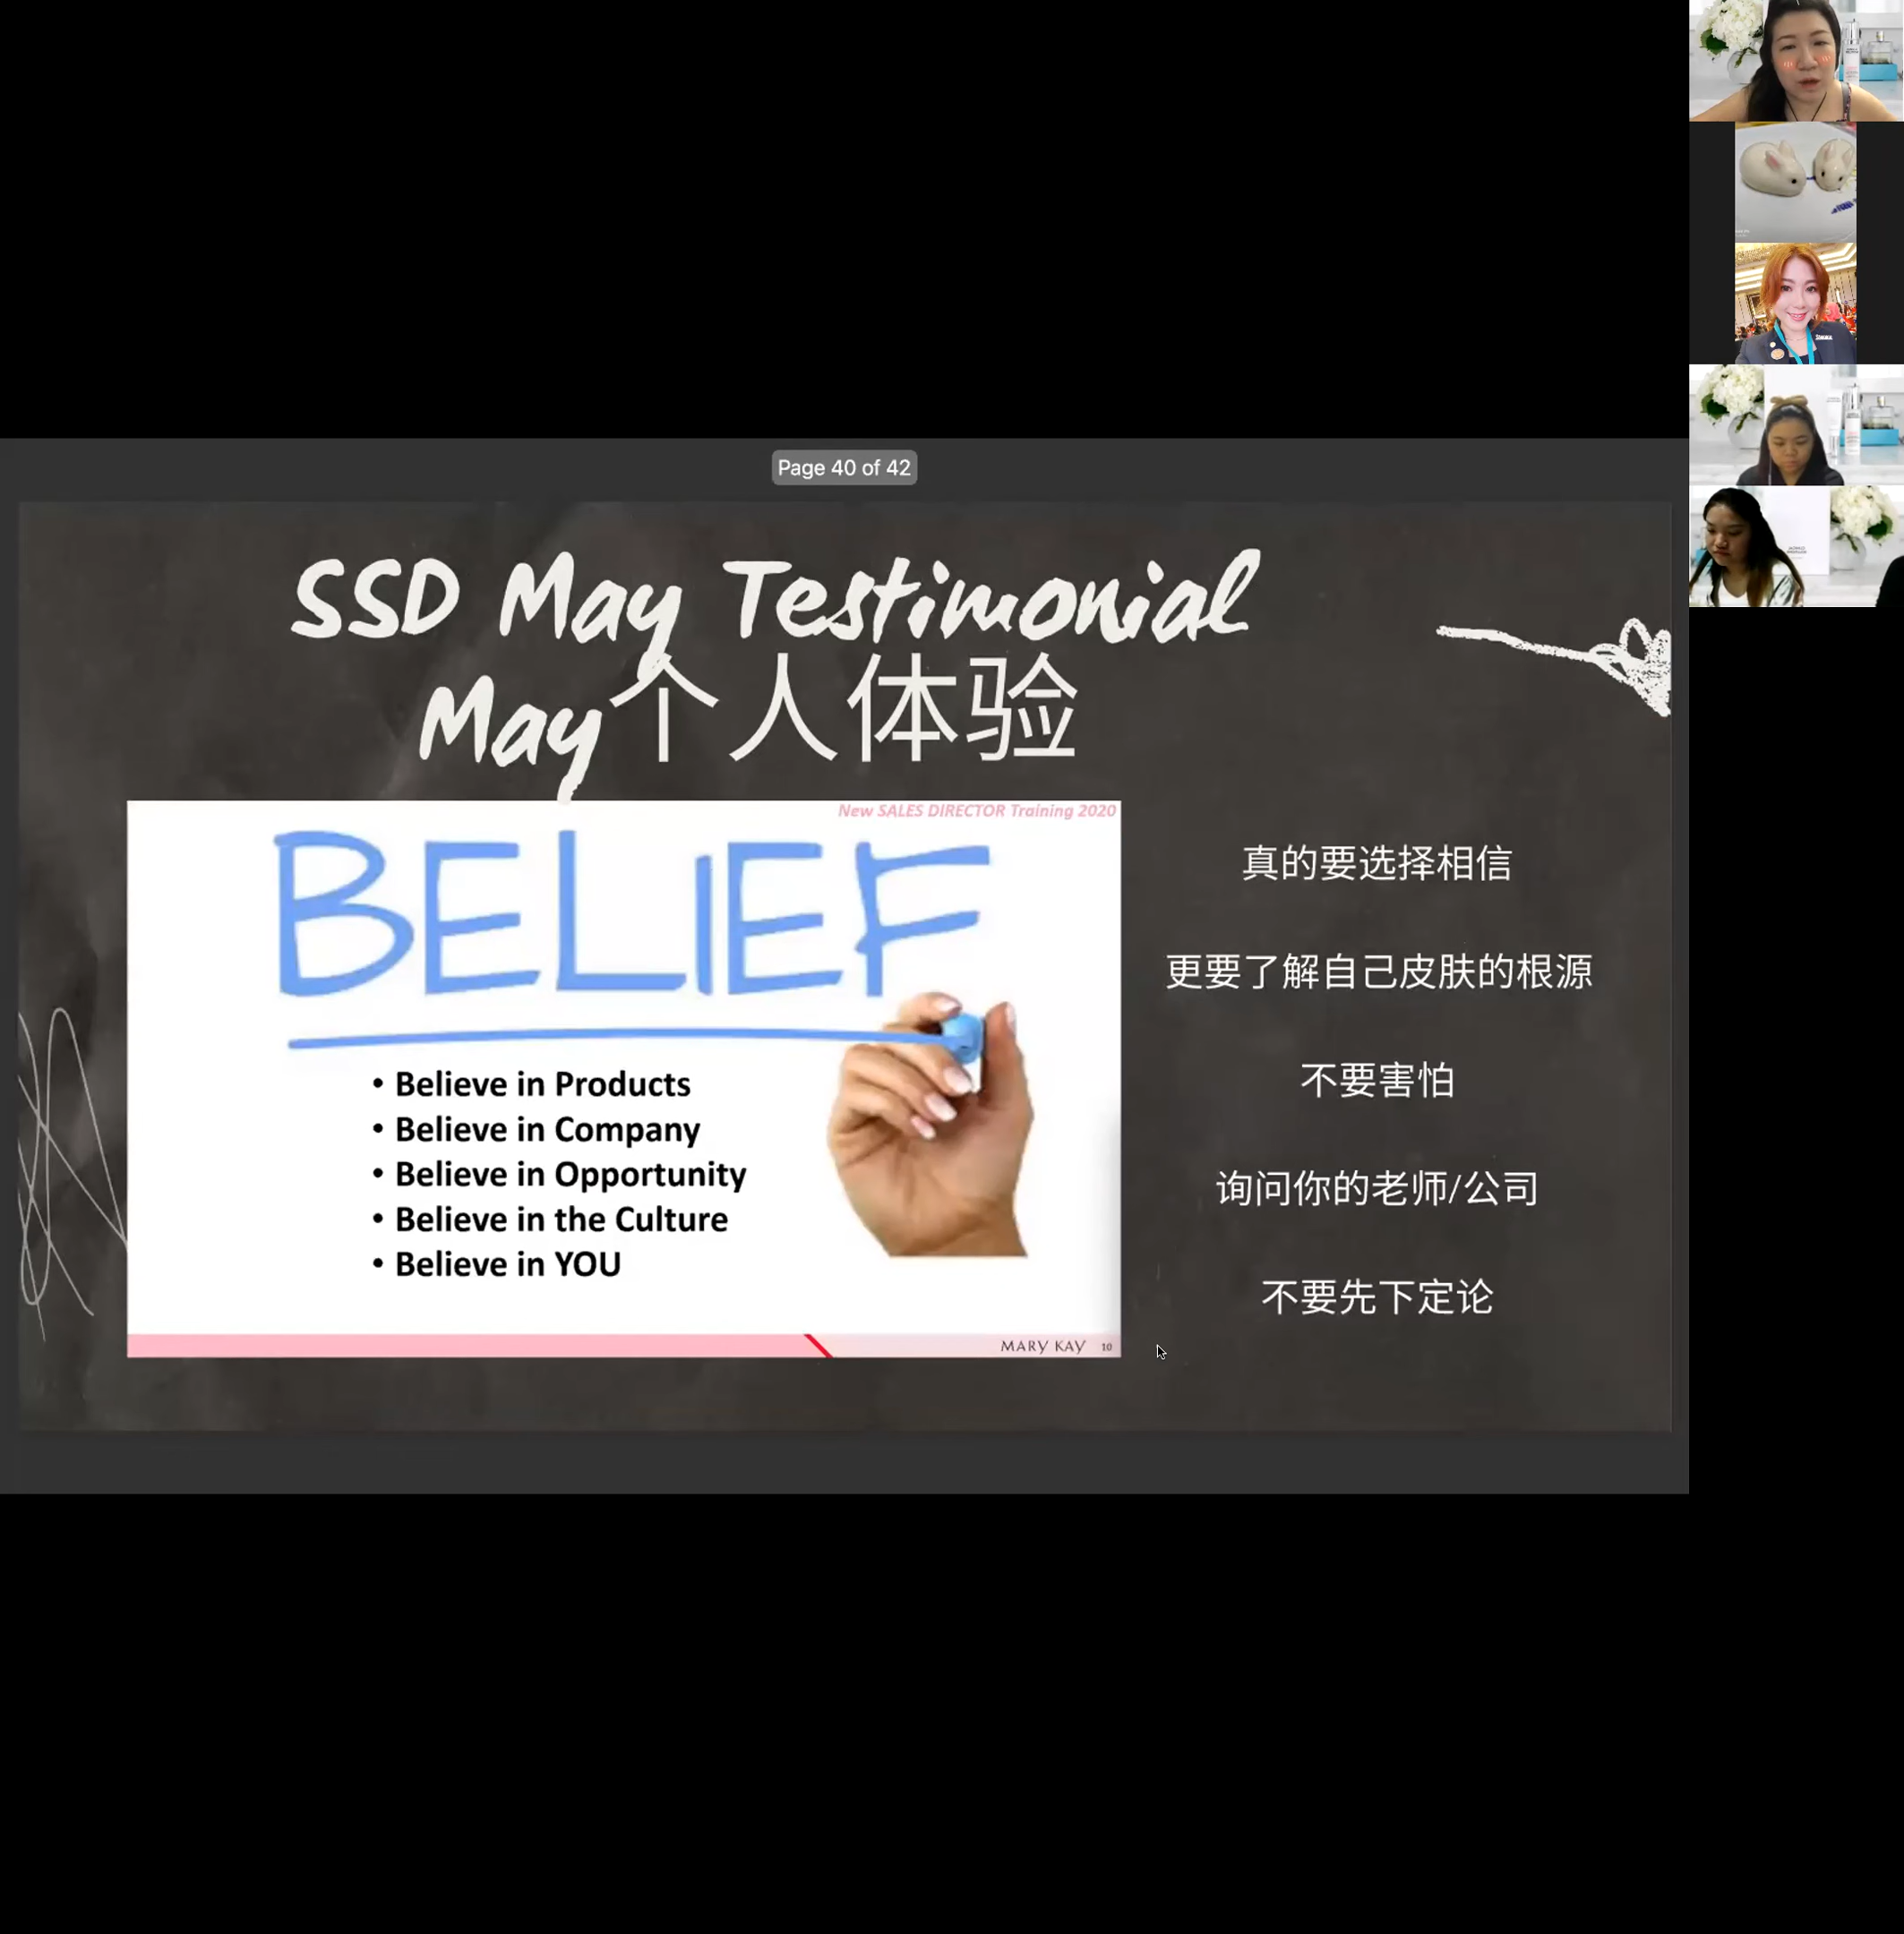 Page 40 of 42
SSD May Testimonial
May个人体验
New SALES DIRECTOR Training 2020
BELIEF
• Believe in Products
• Believe in Company
• Believe in Opportunity
• Believe in the Culture
• Believe in YOU
MARY KAY 10
真的要选择相信
更要了解自己皮肤的根源
不要害怕
询问你的老师/公司
不要先下定论